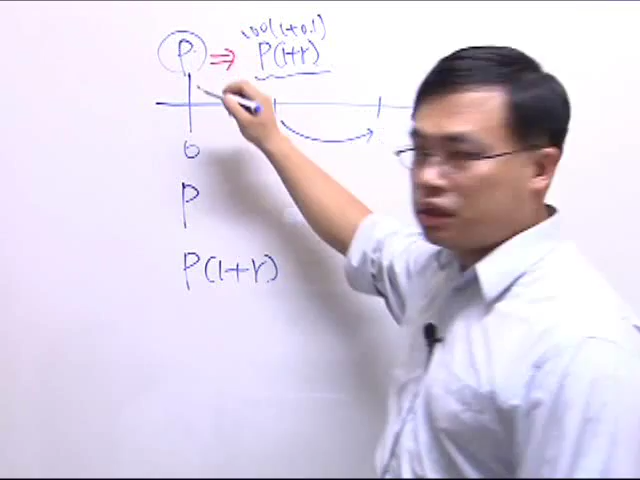 100(1+0.1)
P ⇒ P(1+r)
0
P
P(1+r)